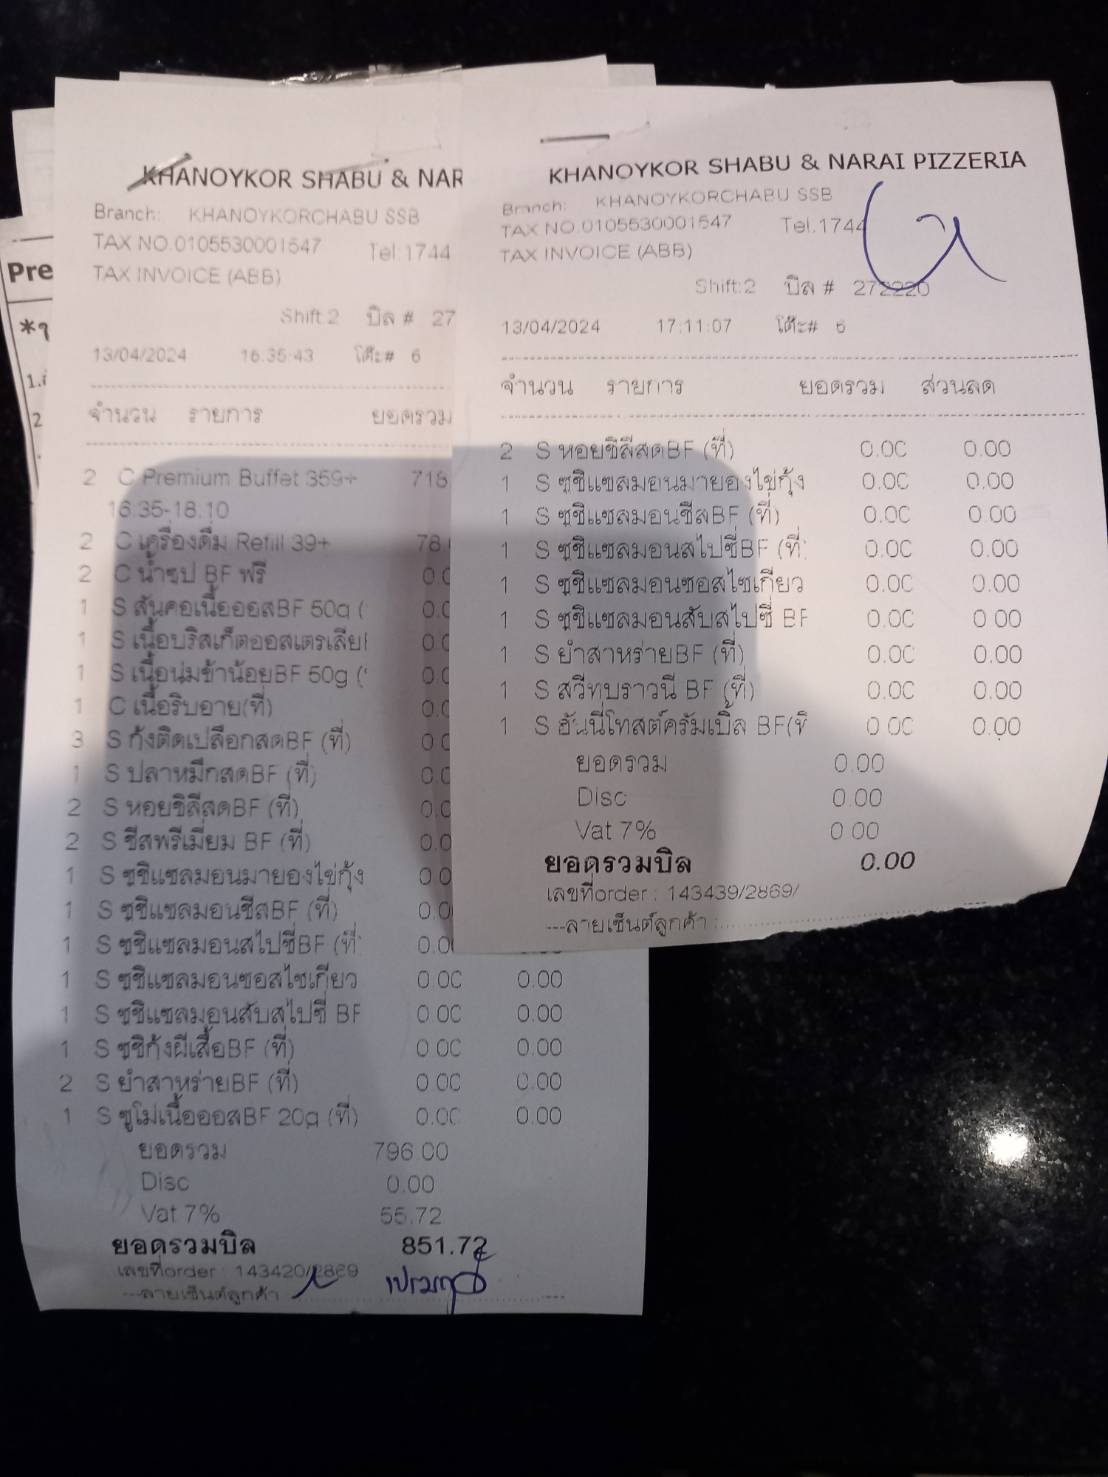 Pre
1.
2
KHANOYKOR SHABU & NAR
Branch: KHANOYKORCHABU SSB
TAX NO.0105530001547 Tel:1744
TAX INVOICE (ABB)
Shift:2 บิล # 27
13/04/2024 16:35:43 โต๊ะ# 6
จำนวน รายการ ยอดรวม
2 C Premium Buffet 359+ 718
16.35-18.10
2 C เครื่องดื่ม Refill 39+ 78.
2 C น้ำซุป BF ฟรี 0.0
1 S สันคอเนื้อออสBF 50g ( 0.0
1 S เนื้อบริสเก็ตออสเตรเลีย 0.0
1 S เนื้อนุ่มข้าน้อยBF 50g ( 0.0
1 C เนื้อริบอาย(ที่) 0.0
3 S กุ้งติดเปลือกสดBF (ที่) 0.0
1 S ปลาหมึกสดBF (ที่) 0.0
2 S หอยชิลีสดBF (ที่) 0.0
2 S ชีสพรีเมี่ยม BF (ที่) 0.0
1 S ซูชิแซลมอนมายองไข่กุ้ง 0.0
1 S ซูชิแซลมอนชีสBF (ที่) 0.0
1 S ซูชิแซลมอนสไปซี่BF (ที่ 0.0
1 S ซูชิแซลมอนซอสไซเกียว 0.00 0.00
1 S ซูชิแซลมอนสับสไปซี่ BF 0.00 0.00
1 S ซูชิกุ้งผีเสื้อBF (ที่) 0.00 0.00
2 S ยำสาหร่ายBF (ที่) 0.00 0.00
1 S ซูโม่เนื้อออสBF 20g (ที่) 0.00 0.00
ยอดรวม 796.00
Disc 0.00
Vat 7% 55.72
ยอดรวมบิล 851.72
เลขที่order : 143420/2869
---ลายเซ็นต์ลูกค้า ...
KHANOYKOR SHABU & NARAI PIZZERIA
Branch: KHANOYKORCHABU SSB
TAX NO.0105530001547 Tel.1744
TAX INVOICE (ABB)
Shift:2 บิล # 272220
13/04/2024 17:11:07 โต๊ะ# 6
จำนวน รายการ ยอดรวม ส่วนลด
2 S หอยชิลีสดBF (ที่) 0.00 0.00
1 S ซูชิแซลมอนมายองไข่กุ้ง 0.00 0.00
1 S ซูชิแซลมอนชีสBF (ที่) 0.00 0.00
1 S ซูชิแซลมอนสไปซี่BF (ที่ 0.00 0.00
1 S ซูชิแซลมอนซอสไซเกียว 0.00 0.00
1 S ซูชิแซลมอนสับสไปซี่ BF 0.00 0.00
1 S ยำสาหร่ายBF (ที่) 0.00 0.00
1 S สวีทบราวนี่ BF (ที่) 0.00 0.00
1 S ฮันนี่โทสต์ครัมเบิ้ล BF(ที่ 0.00 0.00
ยอดรวม 0.00
Disc 0.00
Vat 7% 0.00
ยอดรวมบิล 0.00
เลขที่order : 143439/2869/
---ลายเซ็นต์ลูกค้า :...